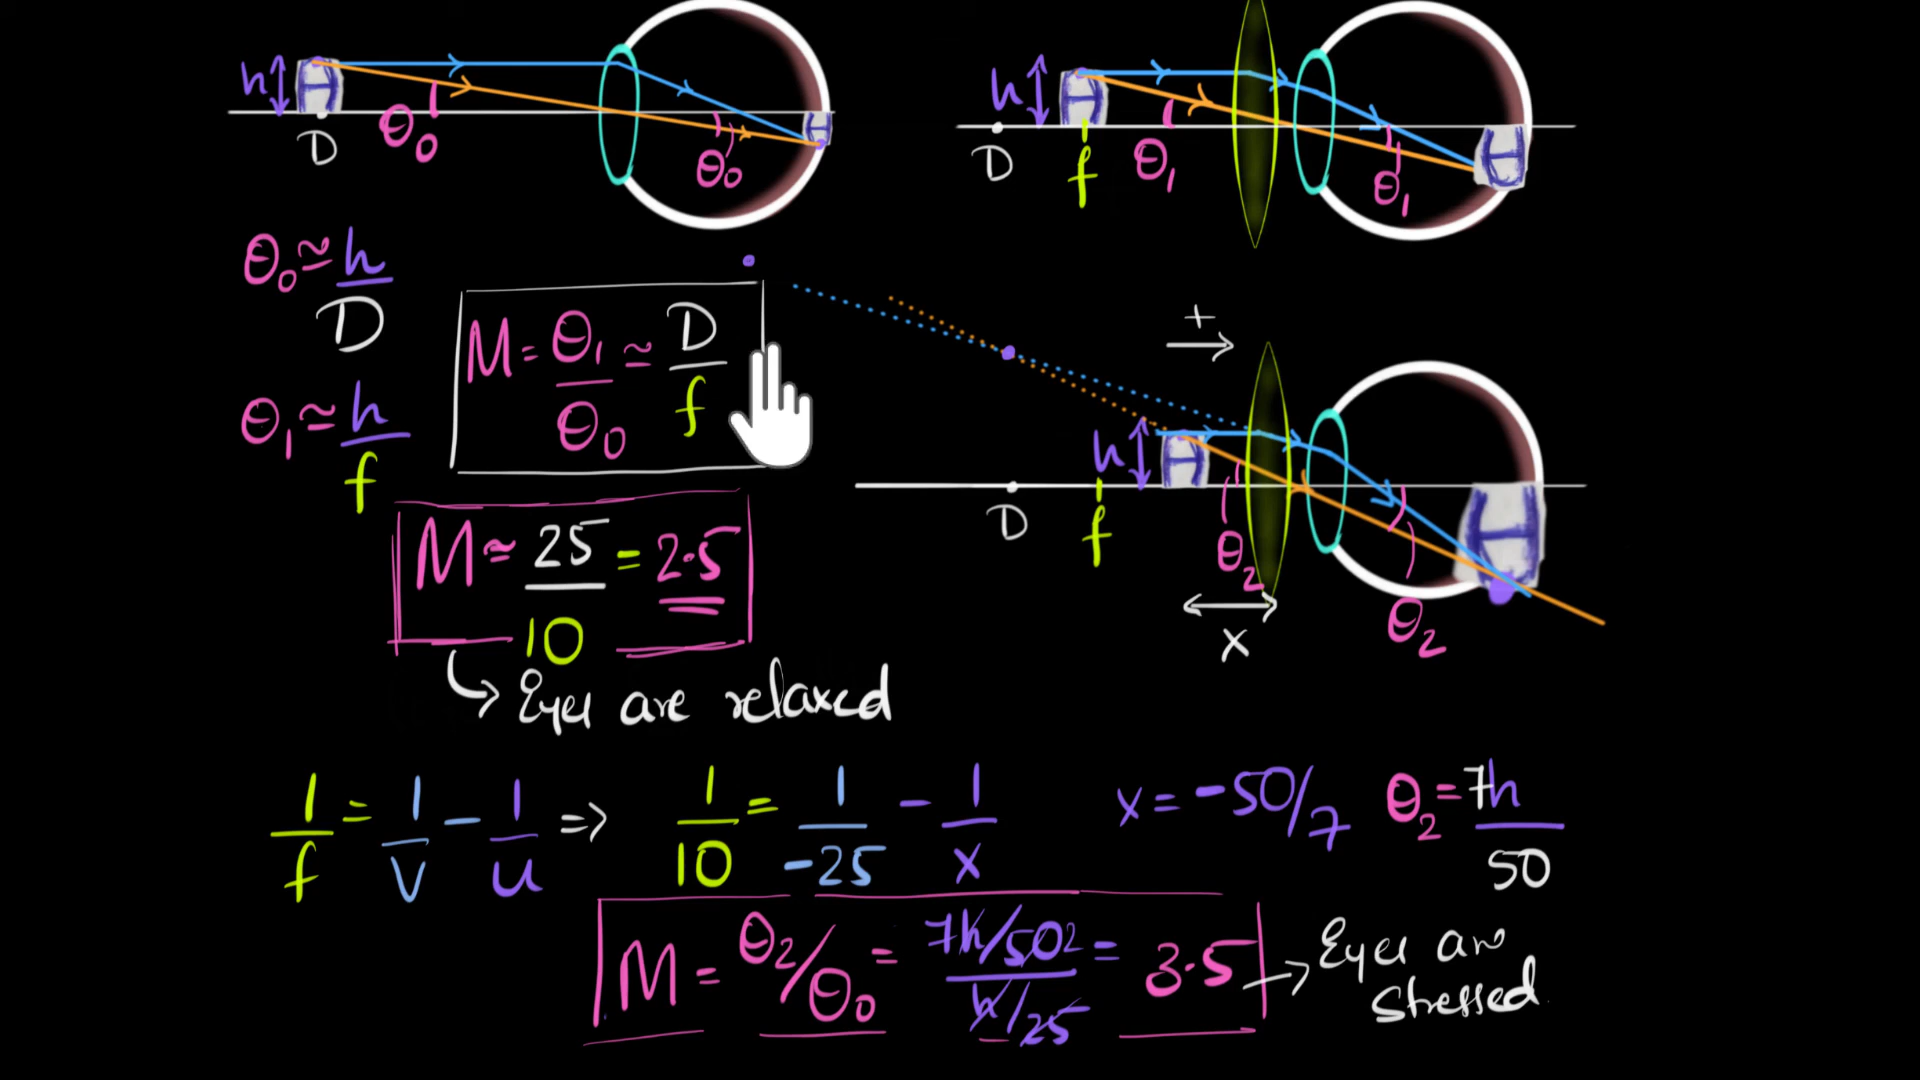 h H D θ₀ θ₀ H
h H D f θ₁ θ₁ H
θ₀ ≃ h/D
M = θ₁/θ₀ ≃ D/f
θ₁ ≃ h/f
+
h H D f θ₂ x θ₂ H
M ≃ 25/10 = 2.5
Eyes are relaxed
1/f = 1/v - 1/u => 1/10 = 1/-25 - 1/x
x = -50/7 θ₂ = 7h/50
M = θ₂/θ₀ = 7h/50 2 / h/25 = 3.5
Eyes are
stressed